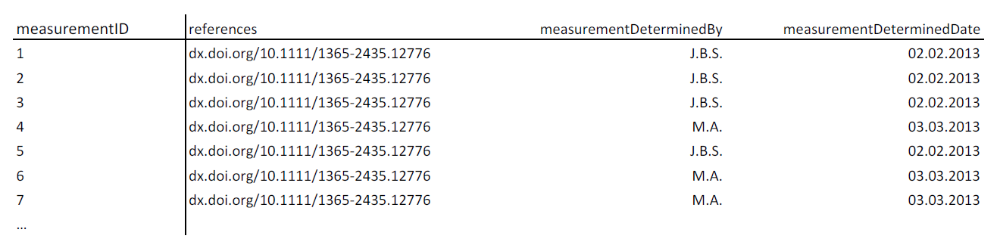 measurementID references measurementDeterminedBy measurementDeterminedDate
1 dx.doi.org/10.1111/1365-2435.12776 J.B.S. 02.02.2013
2 dx.doi.org/10.1111/1365-2435.12776 J.B.S. 02.02.2013
3 dx.doi.org/10.1111/1365-2435.12776 J.B.S. 02.02.2013
4 dx.doi.org/10.1111/1365-2435.12776 M.A. 03.03.2013
5 dx.doi.org/10.1111/1365-2435.12776 J.B.S. 02.02.2013
6 dx.doi.org/10.1111/1365-2435.12776 M.A. 03.03.2013
7 dx.doi.org/10.1111/1365-2435.12776 M.A. 03.03.2013
...